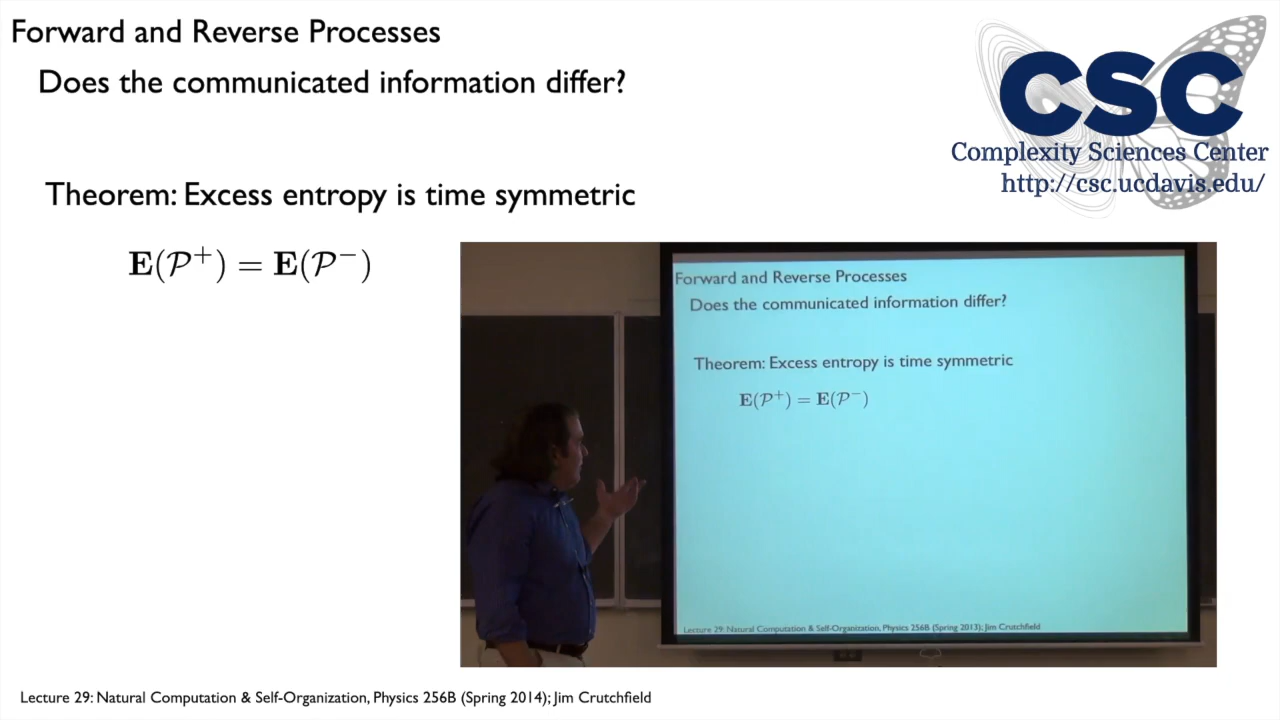 Forward and Reverse Processes
Does the communicated information differ?
Theorem: Excess entropy is time symmetric
E(P⁺) = E(P⁻)
CSC
Complexity Sciences Center
http://csc.ucdavis.edu/
Forward and Reverse Processes
Does the communicated information differ?
Theorem: Excess entropy is time symmetric
E(P⁺) = E(P⁻)
Lecture 29: Natural Computation & Self-Organization, Physics 256B (Spring 2013); Jim Crutchfield
Lecture 29: Natural Computation & Self-Organization, Physics 256B (Spring 2014); Jim Crutchfield